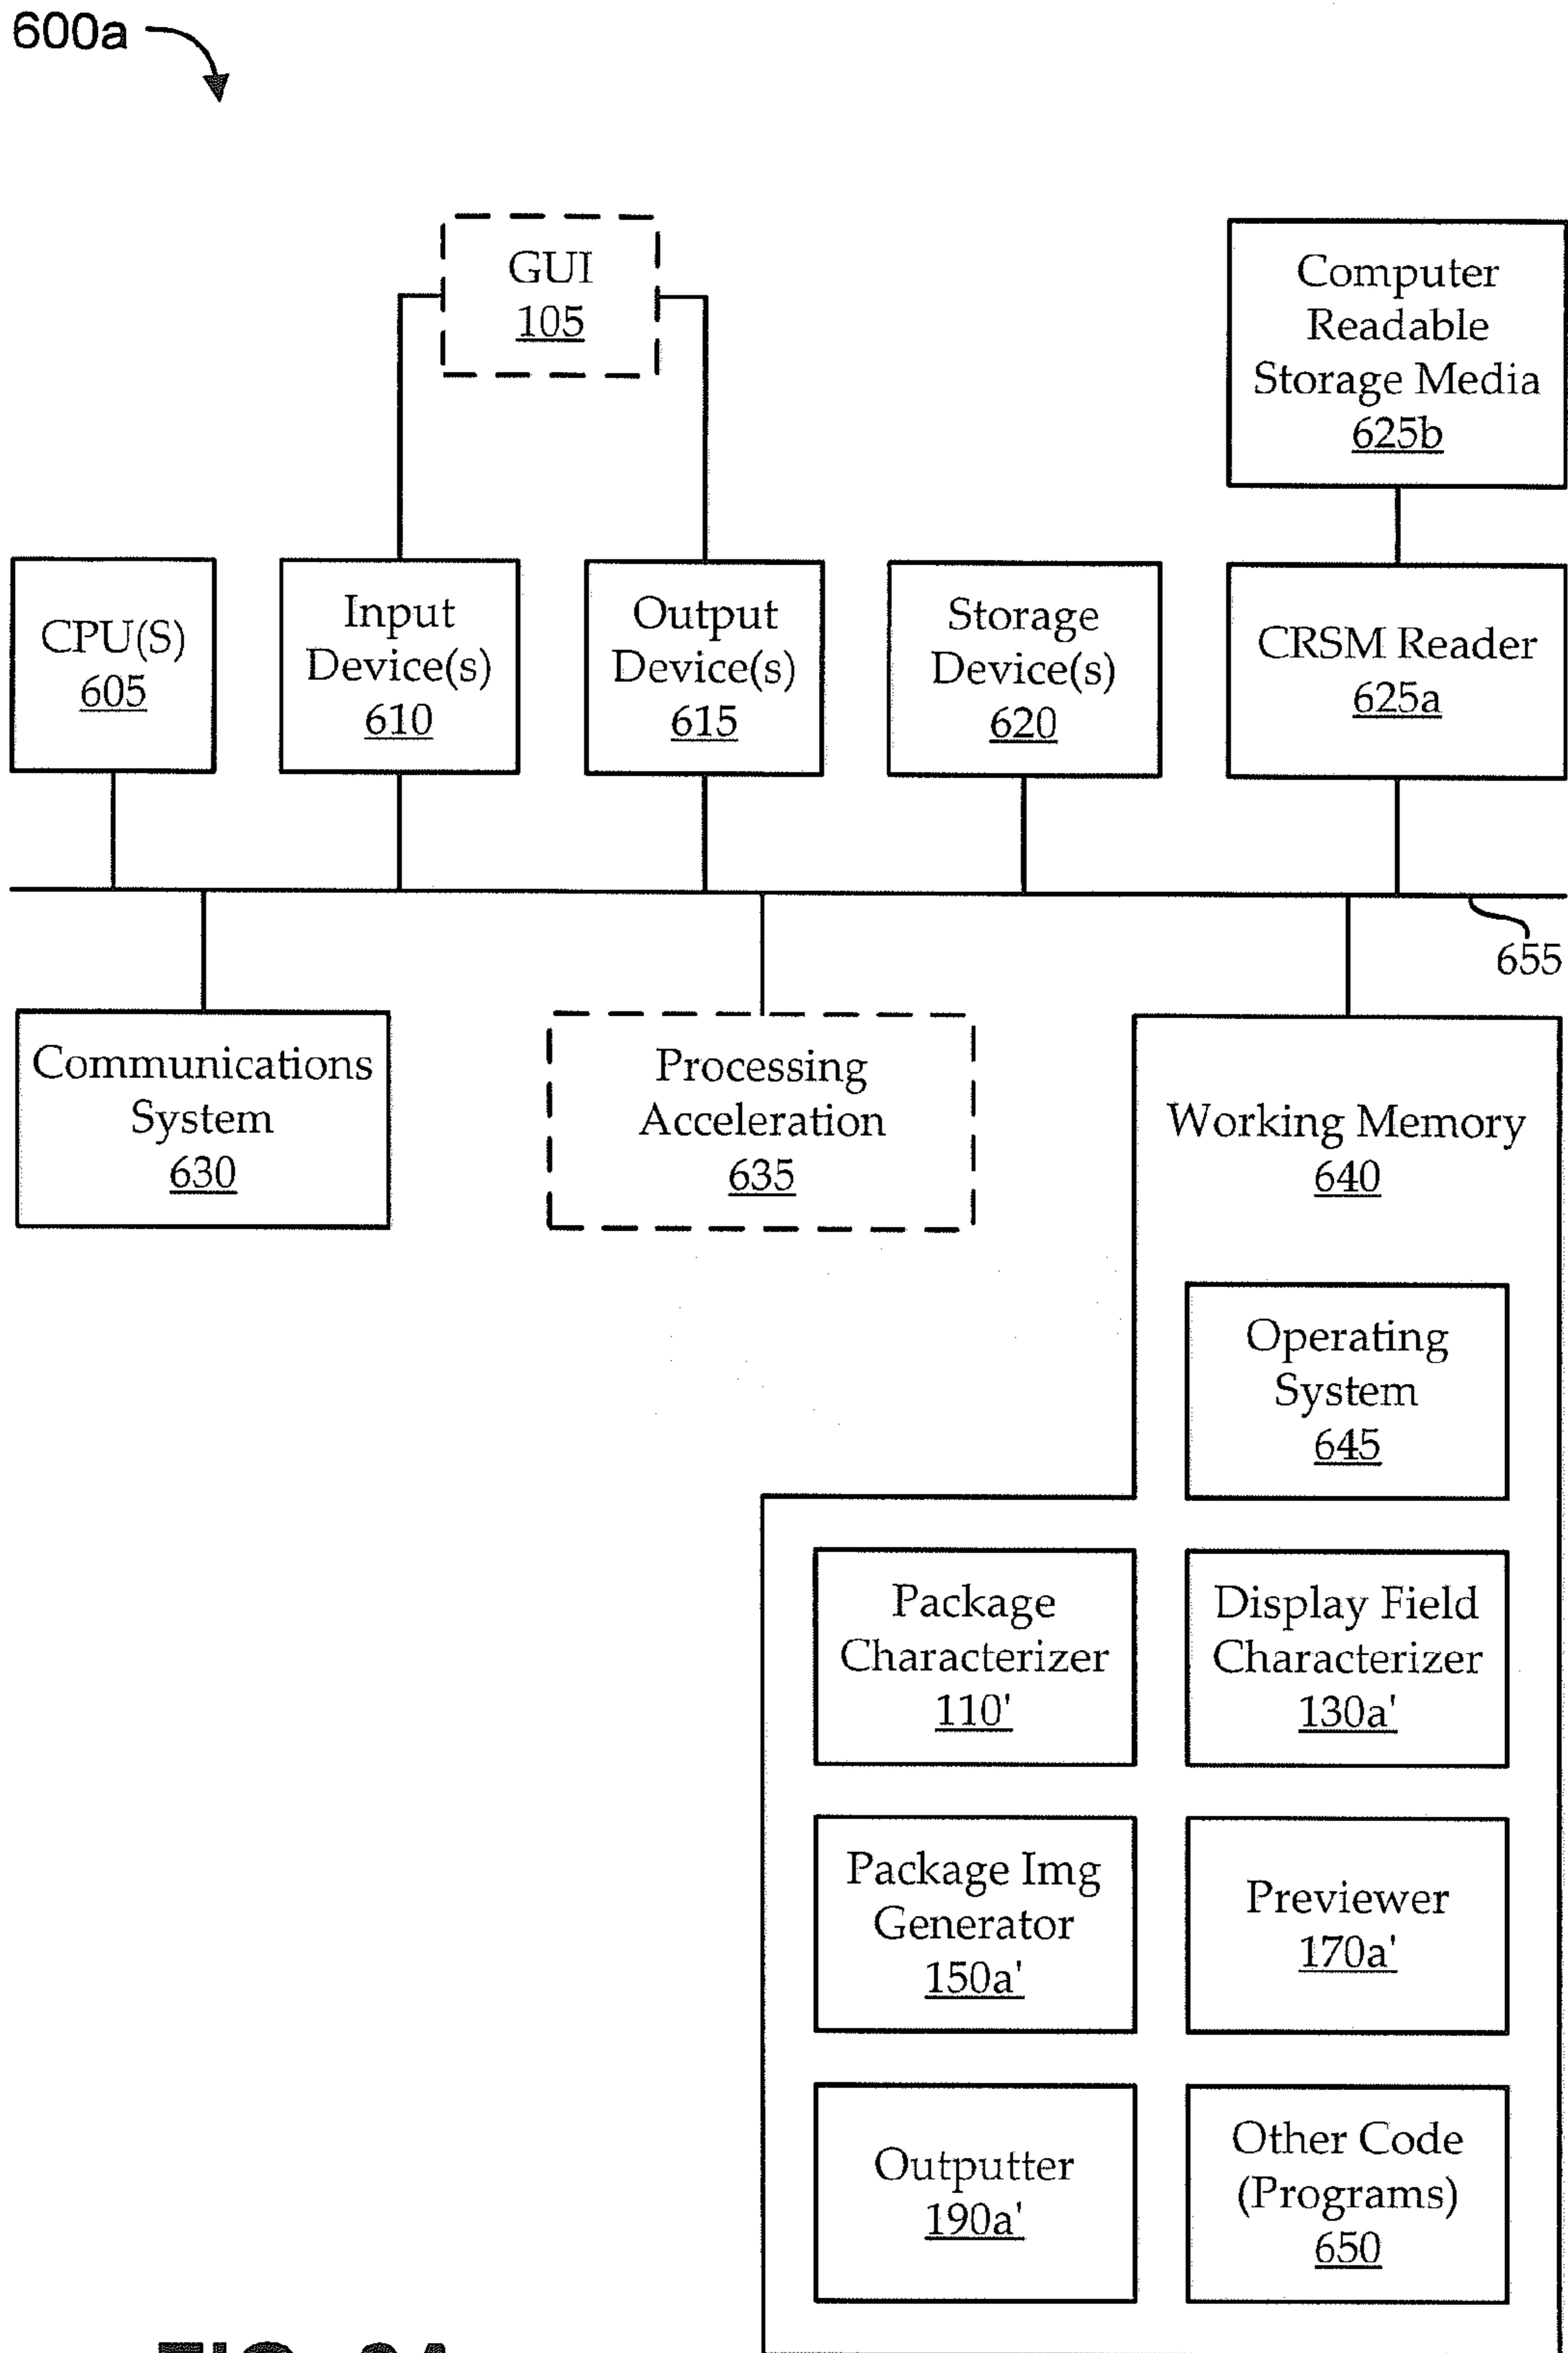 600a
GUI
105
Computer
Readable
Storage Media
625b
CPU(S)
605
Input
Device(s)
610
Output
Device(s)
615
Storage
Device(s)
620
CRSM Reader
625a
655
Communications
System
630
Processing
Acceleration
635
Working Memory
640
Operating
System
645
Package
Characterizer
110'
Display Field
Characterizer
130a'
Package Img
Generator
150a'
Previewer
170a'
Outputter
190a'
Other Code
(Programs)
650